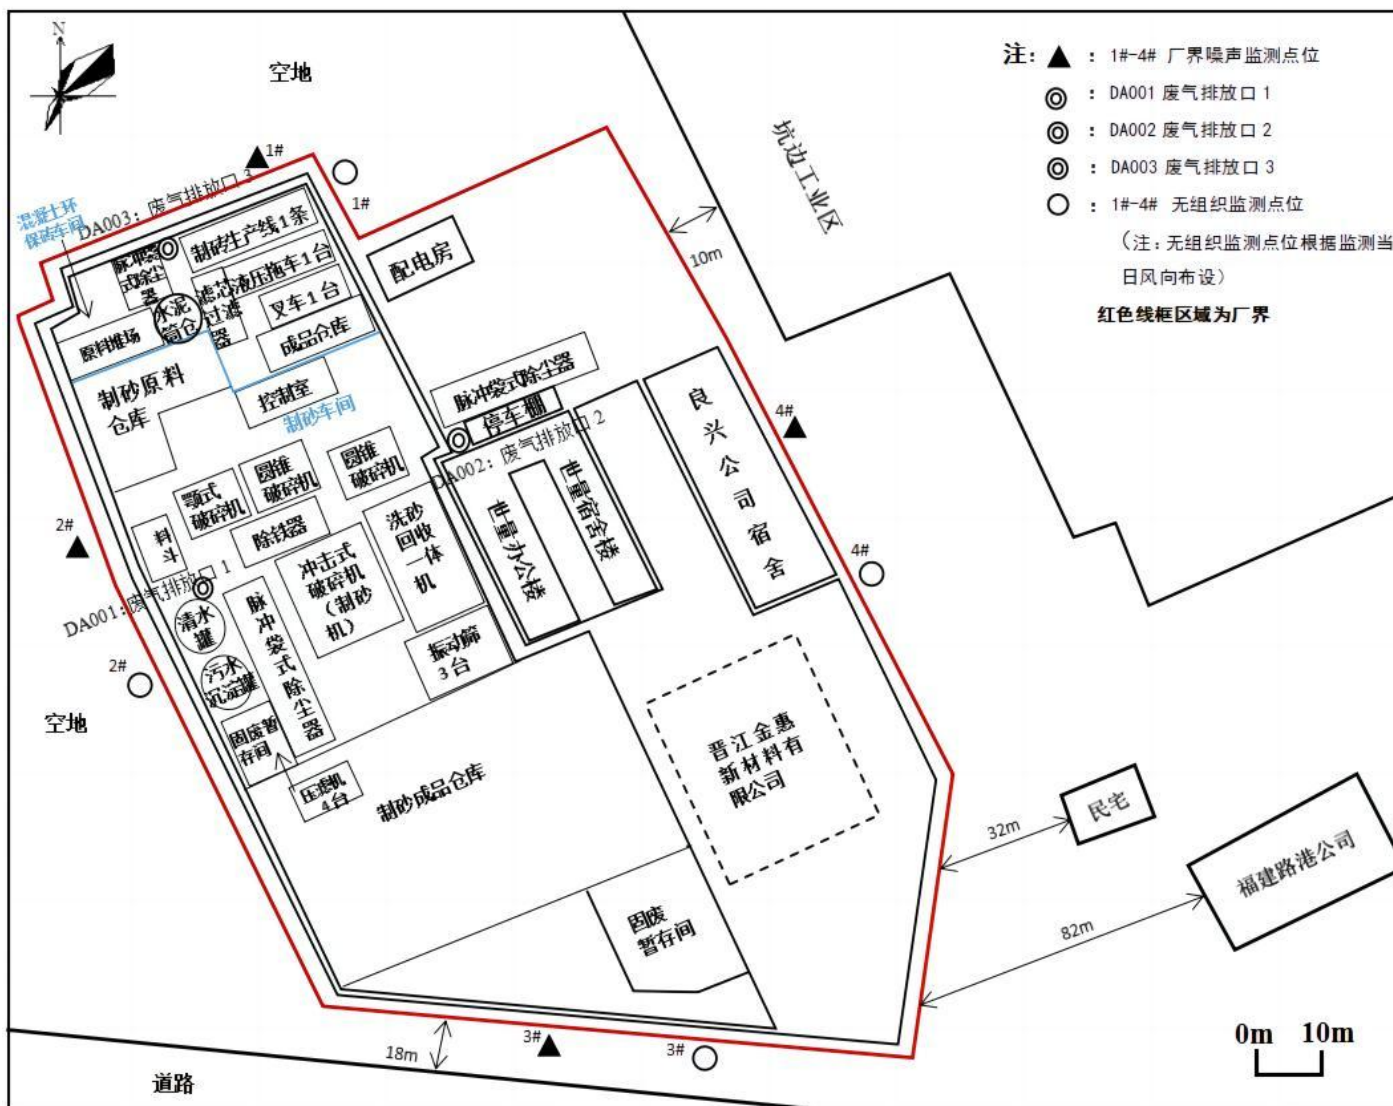 N
空地
注：▲ ： 1#-4# 厂界噪声监测点位
◎ ： DA001 废气排放口 1
◎ ： DA002 废气排放口 2
◎ ： DA003 废气排放口 3
○ ： 1#-4# 无组织监测点位
（注：无组织监测点位根据监测当
日风向布设）
红色线框区域为厂界
坑边工业区
10m
1#
1#
DA003：废气排放口 3
混凝土环
保砖车间
制砖生产线1条
脉冲袋
式除尘
器
滤芯
过滤
器
液压拖车1台
叉车1台
水泥
筒仓
原料堆场
成品仓库
配电房
制砂原料
仓库
控制室
制砂车间
脉冲袋式除尘器
停车棚
DA002：废气排放口 2
良兴公司宿舍
4#
4#
圆锥
破碎机
圆锥
破碎机
颚式
破碎机
除铁器
料斗
洗砂
回收
一体
机
世量办公楼
世量宿舍楼
2#
冲击式
破碎机
（制砂
机）
DA001：废气排放口 1
清水
罐
脉冲袋式除尘器
振动筛
3台
污水
沉淀罐
2#
空地
固废暂
存间
压滤机
4台
制砂成品仓库
晋江金惠
新材料有
限公司
民宅
32m
福建路港公司
82m
固废
暂存间
18m
3#
3#
道路
0m 10m